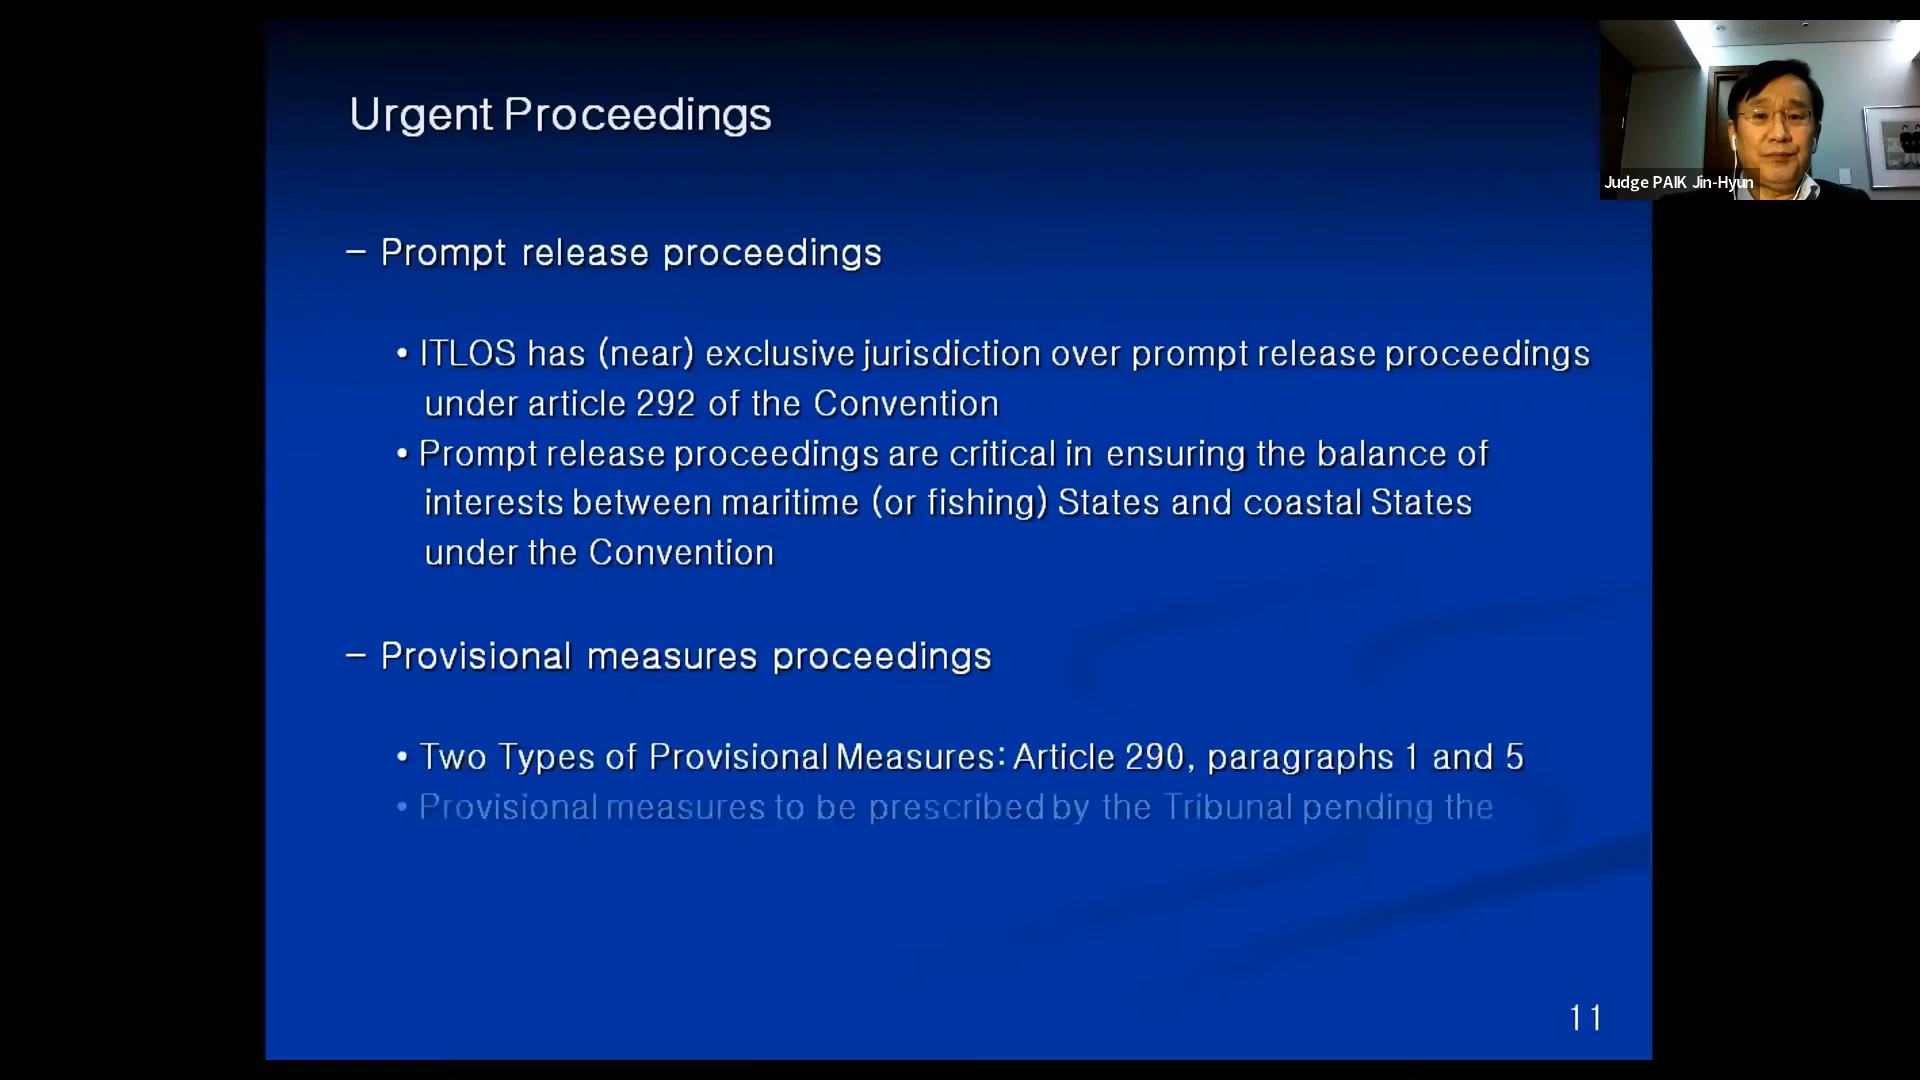 Urgent Proceedings
Judge PAIK Jin-Hyun
– Prompt release proceedings
• ITLOS has (near) exclusive jurisdiction over prompt release proceedings
under article 292 of the Convention
• Prompt release proceedings are critical in ensuring the balance of
interests between maritime (or fishing) States and coastal States
under the Convention
– Provisional measures proceedings
• Two Types of Provisional Measures: Article 290, paragraphs 1 and 5
• Provisional measures to be prescribed by the Tribunal pending the
11